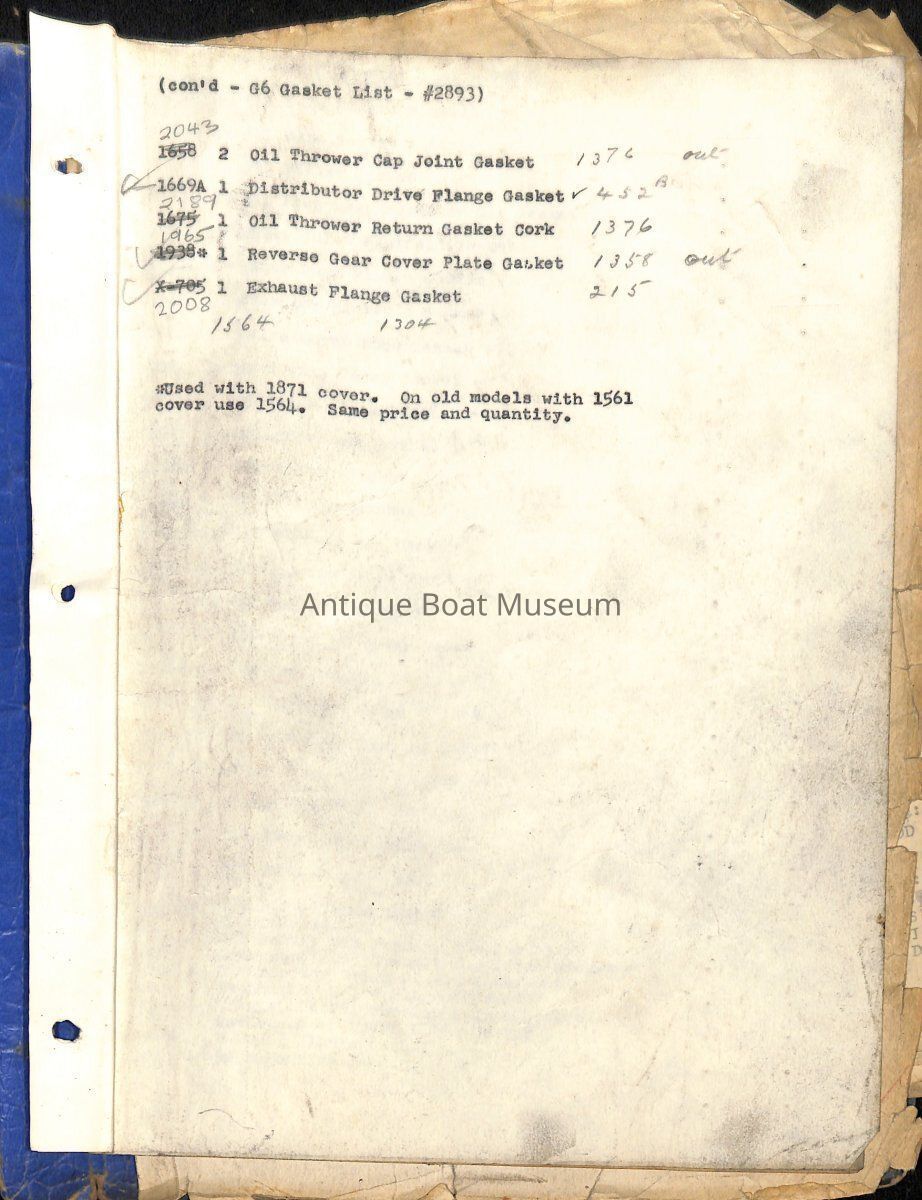 (con'd - G6 Gasket List - #2893)
2043
1658 2 Oil Thrower Cap Joint Gasket 1376 out
1669A 1 Distributor Drive Flange Gasket ✓ 452B
2189
1675 1 Oil Thrower Return Gasket Cork 1376
1965
1938* 1 Reverse Gear Cover Plate Gasket 1358 out
X-705 1 Exhaust Flange Gasket 215
2008
1564 1304
*Used with 1871 cover. On old models with 1561
cover use 1564. Same price and quantity.
Antique Boat Museum